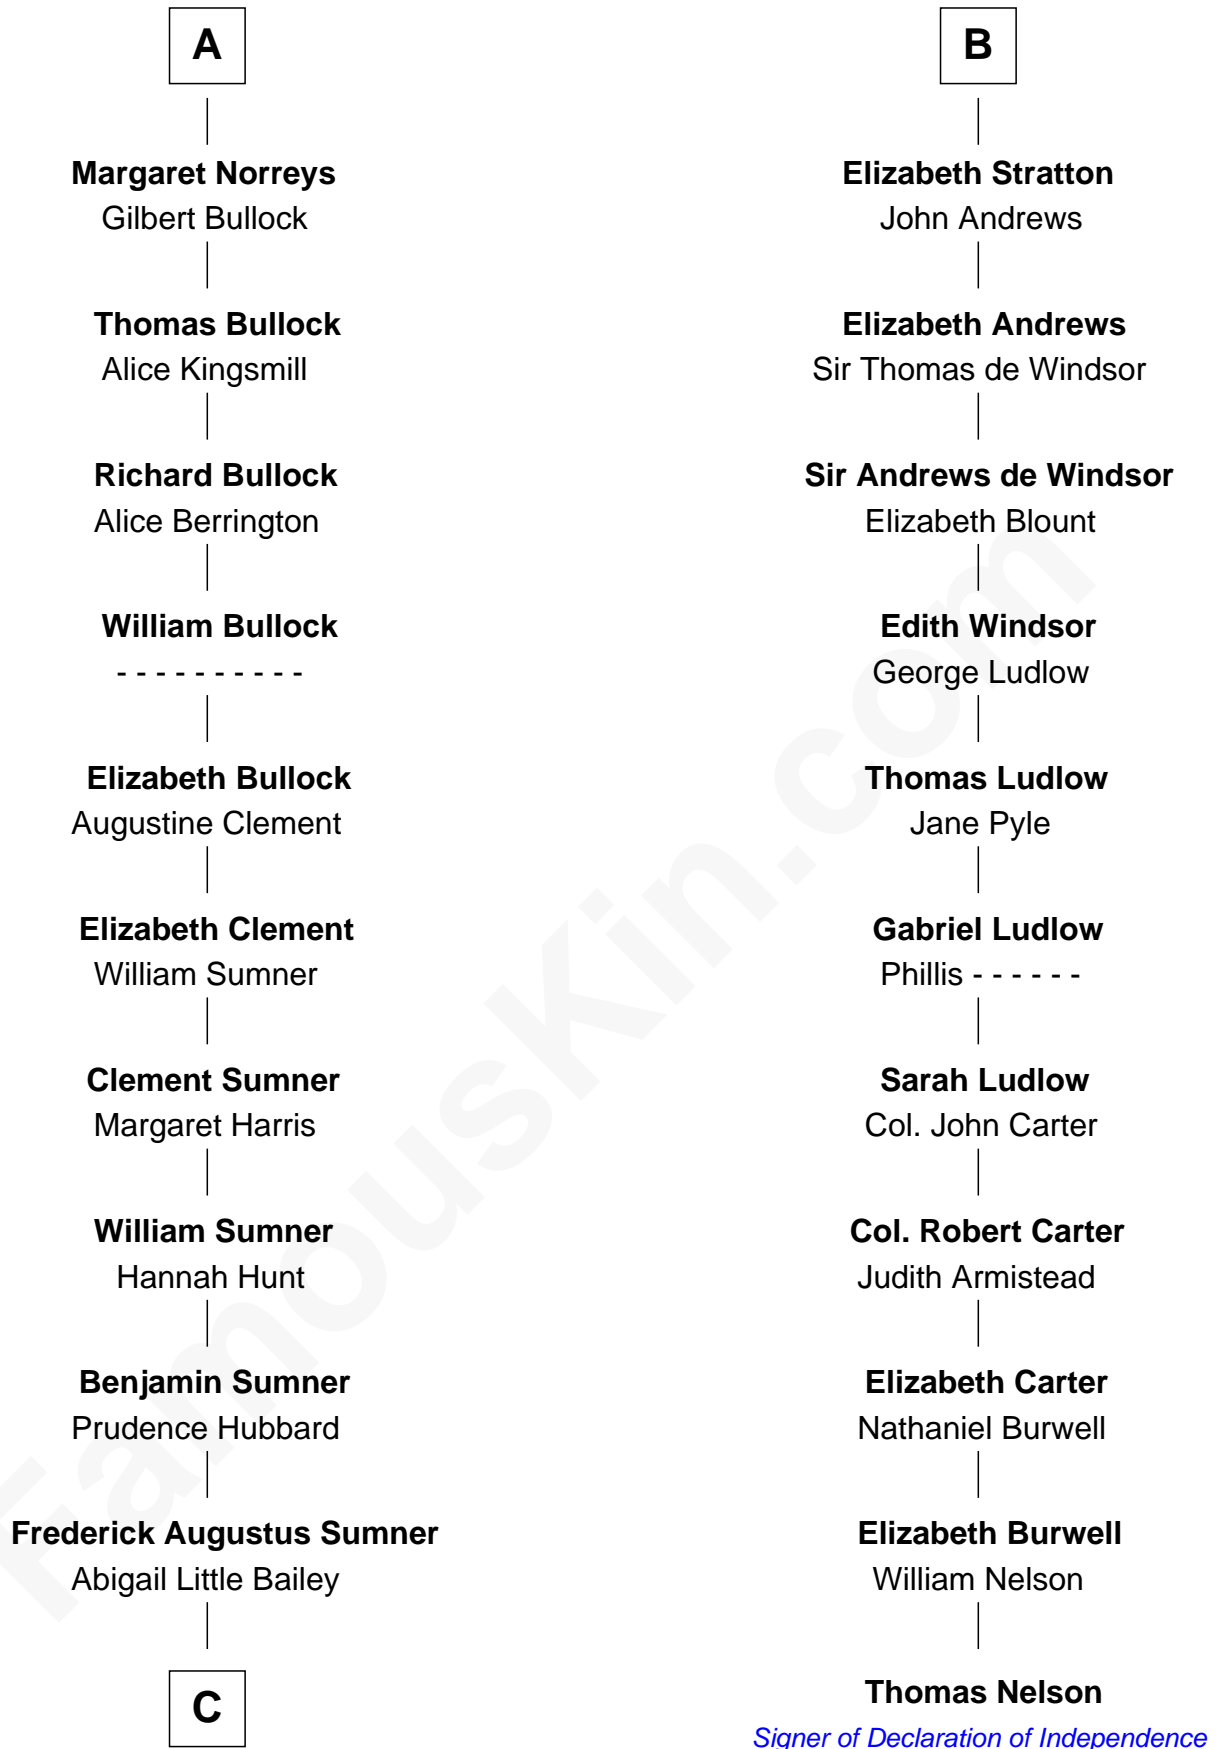 A
Margaret Norreys
Gilbert Bullock
Thomas Bullock
Alice Kingsmill
Richard Bullock
Alice Berrington
William Bullock
- - - - - - - - - -
Elizabeth Bullock
Augustine Clement
Elizabeth Clement
William Sumner
Clement Sumner
Margaret Harris
William Sumner
Hannah Hunt
Benjamin Sumner
Prudence Hubbard
Frederick Augustus Sumner
Abigail Little Bailey
C
B
Elizabeth Stratton
John Andrews
Elizabeth Andrews
Sir Thomas de Windsor
Sir Andrews de Windsor
Elizabeth Blount
Edith Windsor
George Ludlow
Thomas Ludlow
Jane Pyle
Gabriel Ludlow
Phillis - - - - - -
Sarah Ludlow
Col. John Carter
Col. Robert Carter
Judith Armistead
Elizabeth Carter
Nathaniel Burwell
Elizabeth Burwell
William Nelson
Thomas Nelson
Signer of Declaration of Independence
FamousKin.com